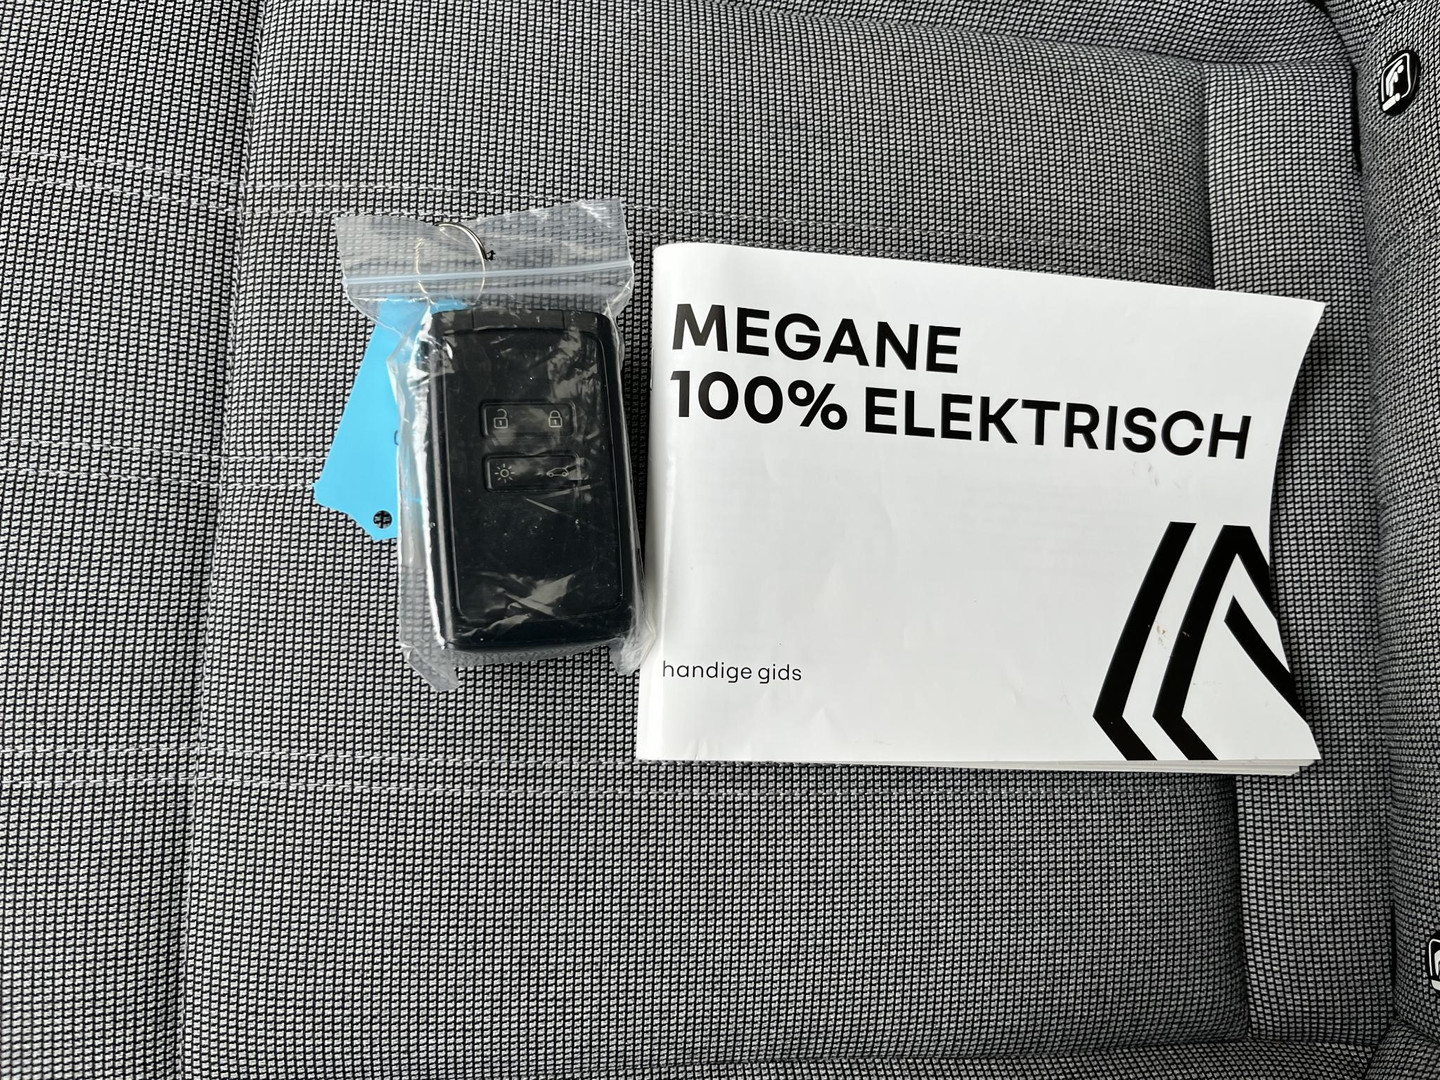 MEGANE
100% ELEKTRISCH
handige gids